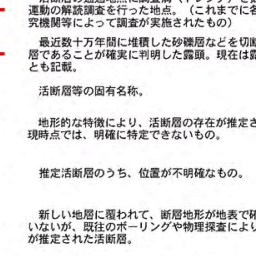 運動の解読調査を行った地点。（これまでに各
究機関等によって調査が実施されたもの）
最近数十万年間に堆積した砂礫層などを切断
層であることが確実に判明した露頭。現在は露
とも記載。
活断層等の固有名称。
地形的な特徴により、活断層の存在が推定さ
現時点では、明確に特定できないもの。
推定活断層のうち、位置が不明確なもの。
新しい地層に覆われて、断層地形が地表で確
いないが、既往のボーリングや物理探査により
が推定された活断層。